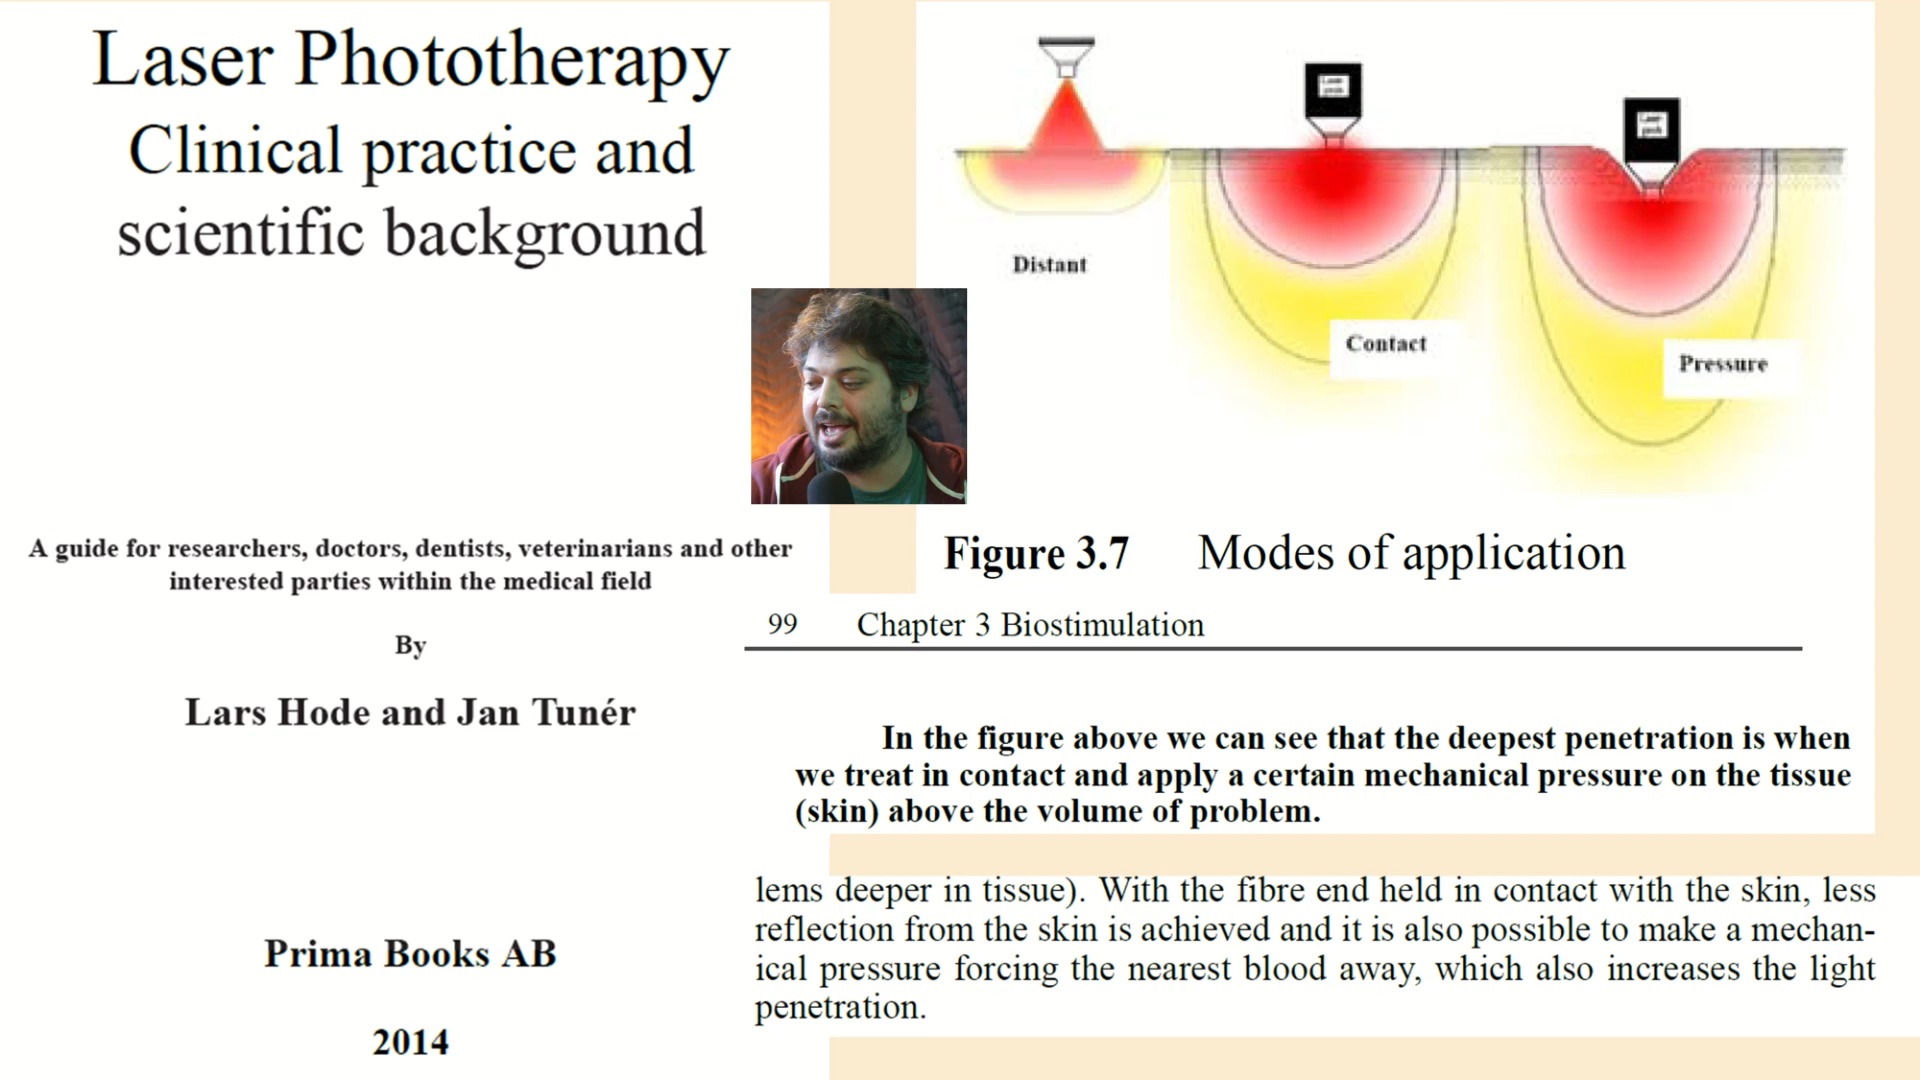 Laser Phototherapy
Clinical practice and
scientific background
A guide for researchers, doctors, dentists, veterinarians and other
interested parties within the medical field
By
Lars Hode and Jan Tunér
Prima Books AB
2014
Laser
probe
Laser
probe
Distant
Contact
Pressure
Figure 3.7 Modes of application
99 Chapter 3 Biostimulation
In the figure above we can see that the deepest penetration is when
we treat in contact and apply a certain mechanical pressure on the tissue
(skin) above the volume of problem.
lems deeper in tissue). With the fibre end held in contact with the skin, less
reflection from the skin is achieved and it is also possible to make a mechan-
ical pressure forcing the nearest blood away, which also increases the light
penetration.